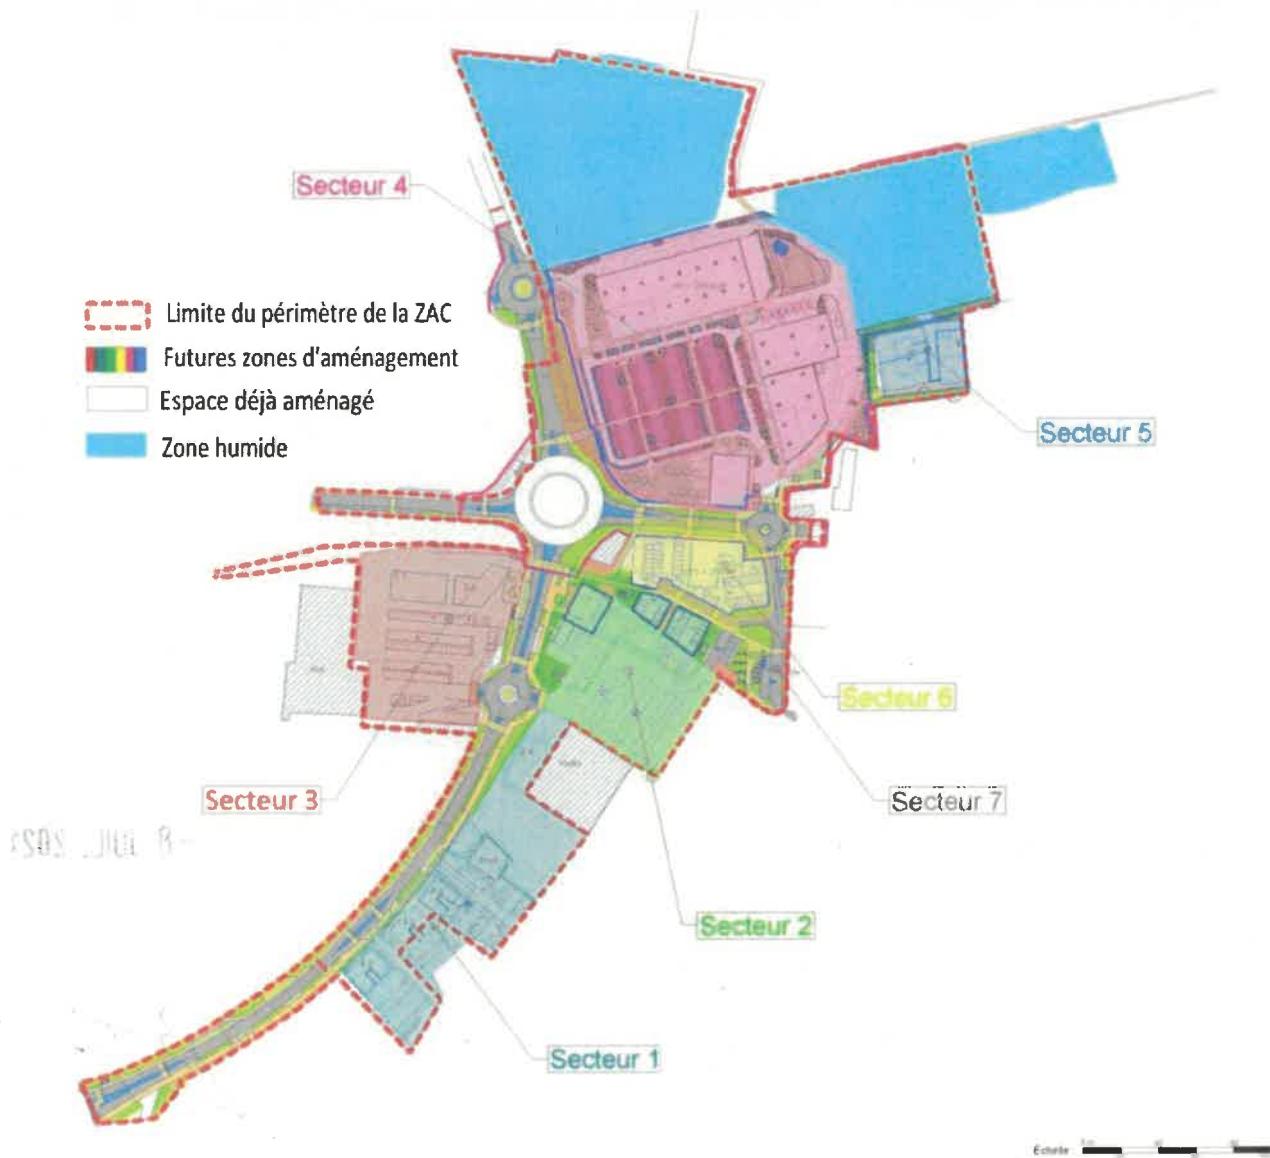 Secteur 4
Limite du périmètre de la ZAC
Futures zones d'aménagement
Espace déjà aménagé
Zone humide
Secteur 5
Secteur 6
Secteur 3
Secteur 7
Secteur 2
Secteur 1
Echelle